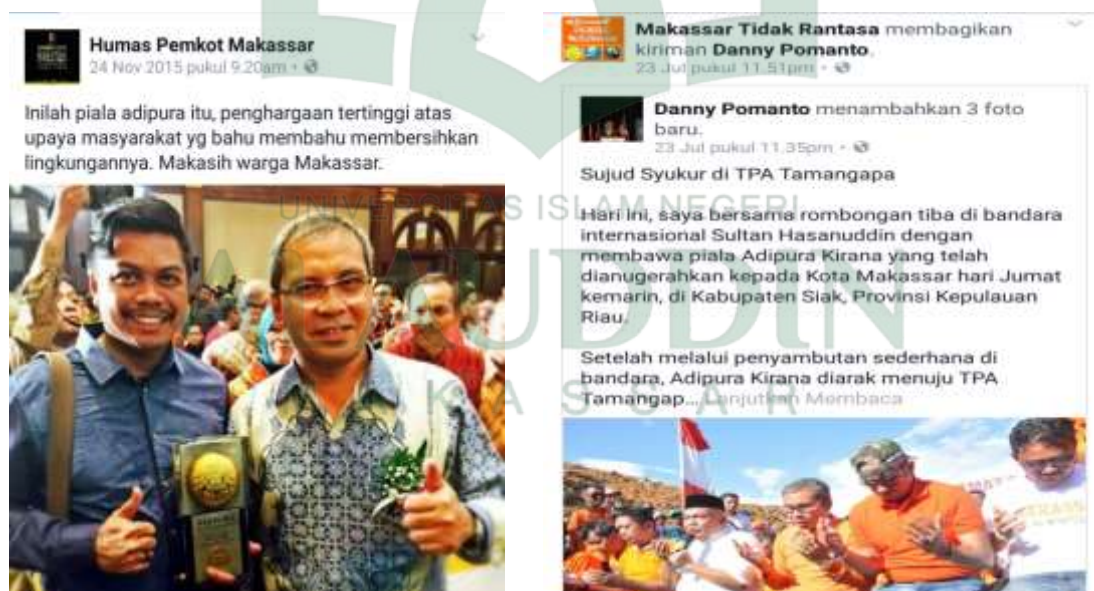 Humas Pemkot Makassar
24 Nov 2015 pukul 9.20am
Inilah piala adipura itu, penghargaan tertinggi atas
upaya masyarakat yg bahu membahu membersihkan
lingkungannya. Makasih warga Makassar.
Makassar Tidak Rantasa membagikan
kiriman Danny Pomanto.
23 Jul pukul 11.51pm
Danny Pomanto menambahkan 3 foto
baru.
23 Jul pukul 11.35pm
Sujud Syukur di TPA Tamangapa
Hari ini, saya bersama rombongan tiba di bandara
internasional Sultan Hasanuddin dengan
membawa piala Adipura Kirana yang telah
dianugerahkan kepada Kota Makassar hari Jumat
kemarin, di Kabupaten Siak, Provinsi Kepulauan
Riau.
Setelah melalui penyambutan sederhana di
bandara, Adipura Kirana diarak menuju TPA
Tamangap... Lanjutkan Membaca
UNIVERSITAS ISLAM NEGERI
ALAUDDIN
MAKASSAR